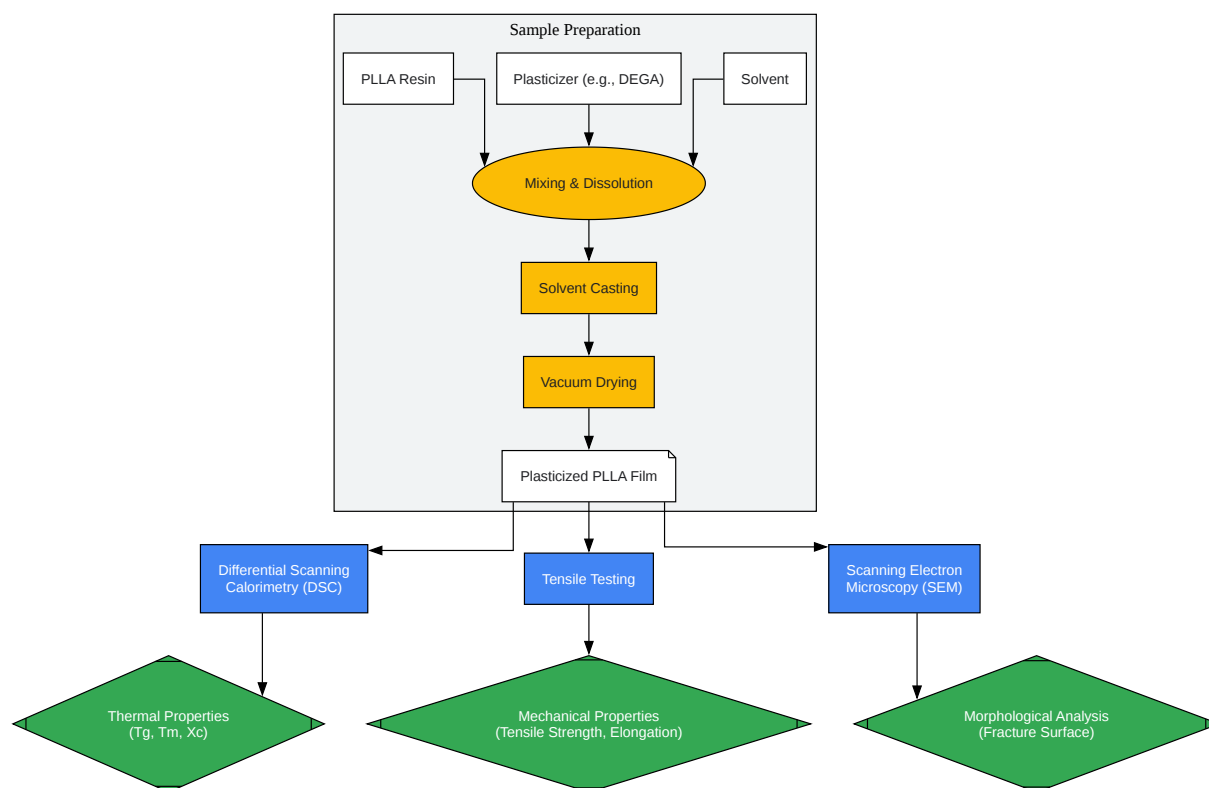 Sample Preparation
PLLA Resin
Plasticizer (e.g., DEGA)
Solvent
Mixing & Dissolution
Solvent Casting
Vacuum Drying
Plasticized PLLA Film
Differential Scanning
Calorimetry (DSC)
Tensile Testing
Scanning Electron
Microscopy (SEM)
Thermal Properties
(Tg, Tm, Xc)
Mechanical Properties
(Tensile Strength, Elongation)
Morphological Analysis
(Fracture Surface)